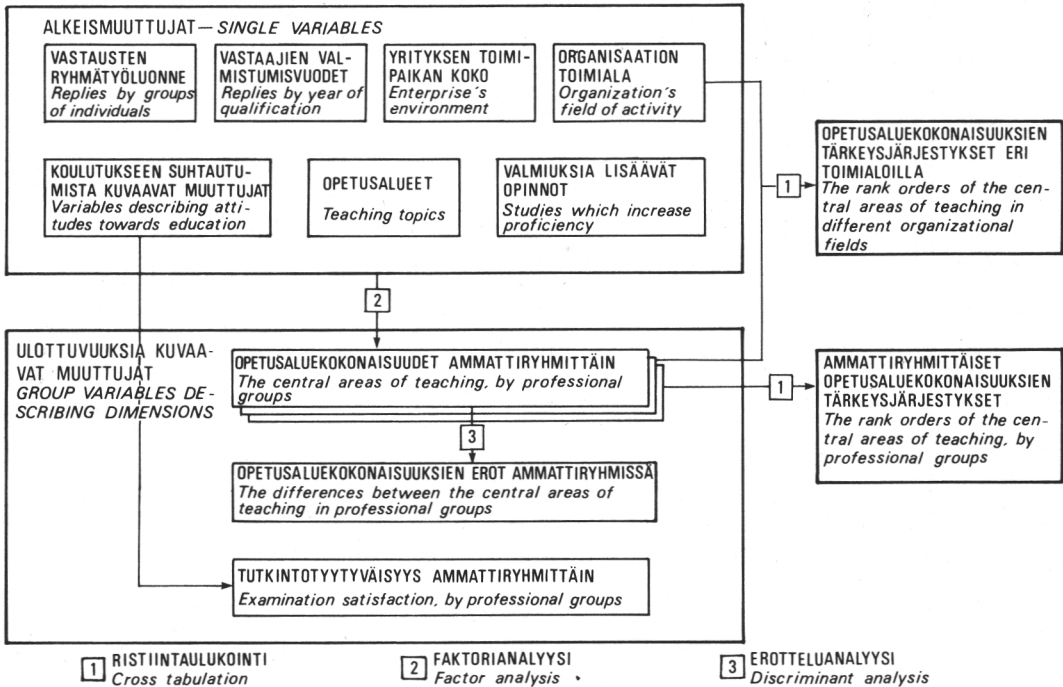 ALKEISMUUTTUJAT — SINGLE VARIABLES
VASTAUSTEN
RYHMÄTYÖLUONNE
Replies by groups
of individuals
VASTAAJIEN VAL-
MISTUMISVUODET
Replies by year of
qualification
YRITYKSEN TOIMI-
PAIKAN KOKO
Enterprise's
environment
ORGANISAATION
TOIMIALA
Organization's
field of activity
KOULUTUKSEEN SUHTAUTU-
MISTA KUVAAVAT MUUTTUJAT
Variables describing atti-
tudes towards education
OPETUSALUEET
Teaching topics
VALMIUKSIA LISÄÄVÄT
OPINNOT
Studies which increase
proficiency
1
OPETUSALUEKOKONAISUUKSIEN
TÄRKEYSJÄRJESTYKSET ERI
TOIMIALOILLA
The rank orders of the cen-
tral areas of teaching in
different organizational
fields
2
ULOTTUVUUKSIA KUVAA-
VAT MUUTTUJAT
GROUP VARIABLES DE-
SCRIBING DIMENSIONS
OPETUSALUEKOKONAISUUDET AMMATTIRYHMITTÄIN
The central areas of teaching, by professional
groups
1
AMMATTIRYHMITTÄISET
OPETUSALUEKOKONAISUUKSIEN
TÄRKEYSJÄRJESTYKSET
The rank orders of the cen-
tral areas of teaching, by
professional groups
3
OPETUSALUEKOKONAISUUKSIEN EROT AMMATTIRYHMISSÄ
The differences between the central areas of
teaching in professional groups
TUTKINTOTYYTYVÄISYYS AMMATTIRYHMITTÄIN
Examination satisfaction, by professional groups
1 RISTIINTAULUKOINTI
Cross tabulation
2 FAKTORIANALYYSI
Factor analysis
3 EROTTELUANALYYSI
Discriminant analysis